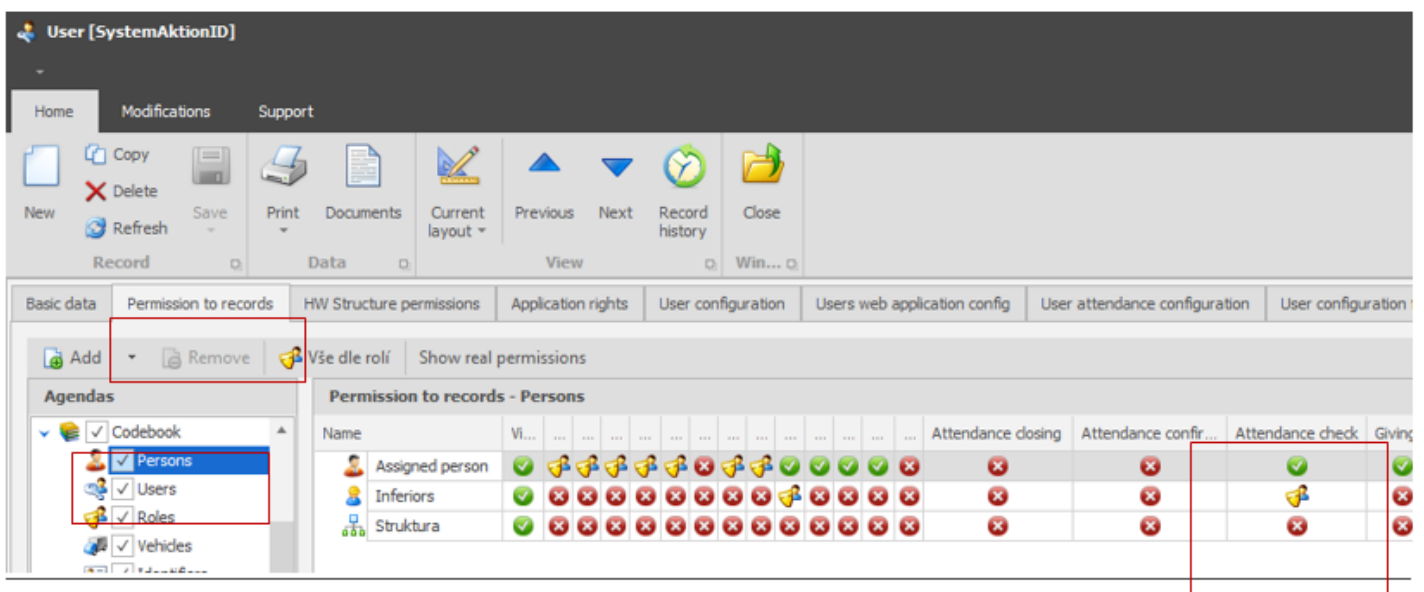 User [SystemAktionID]
Home Modifications Support
New Copy Delete Refresh Save Print Documents Current layout Previous Next Record history Close
Record Data View Win...
Basic data Permission to records HW Structure permissions Application rights User configuration Users web application config User attendance configuration User configuration
Add Remove Vše dle rolí Show real permissions
Agendas Permission to records - Persons
Codebook Name Vi... ... ... ... ... ... ... ... ... ... ... ... ... ... Attendance closing Attendance confir... Attendance check Giving
Persons Assigned person
Users Inferiors
Roles Struktura
Vehicles